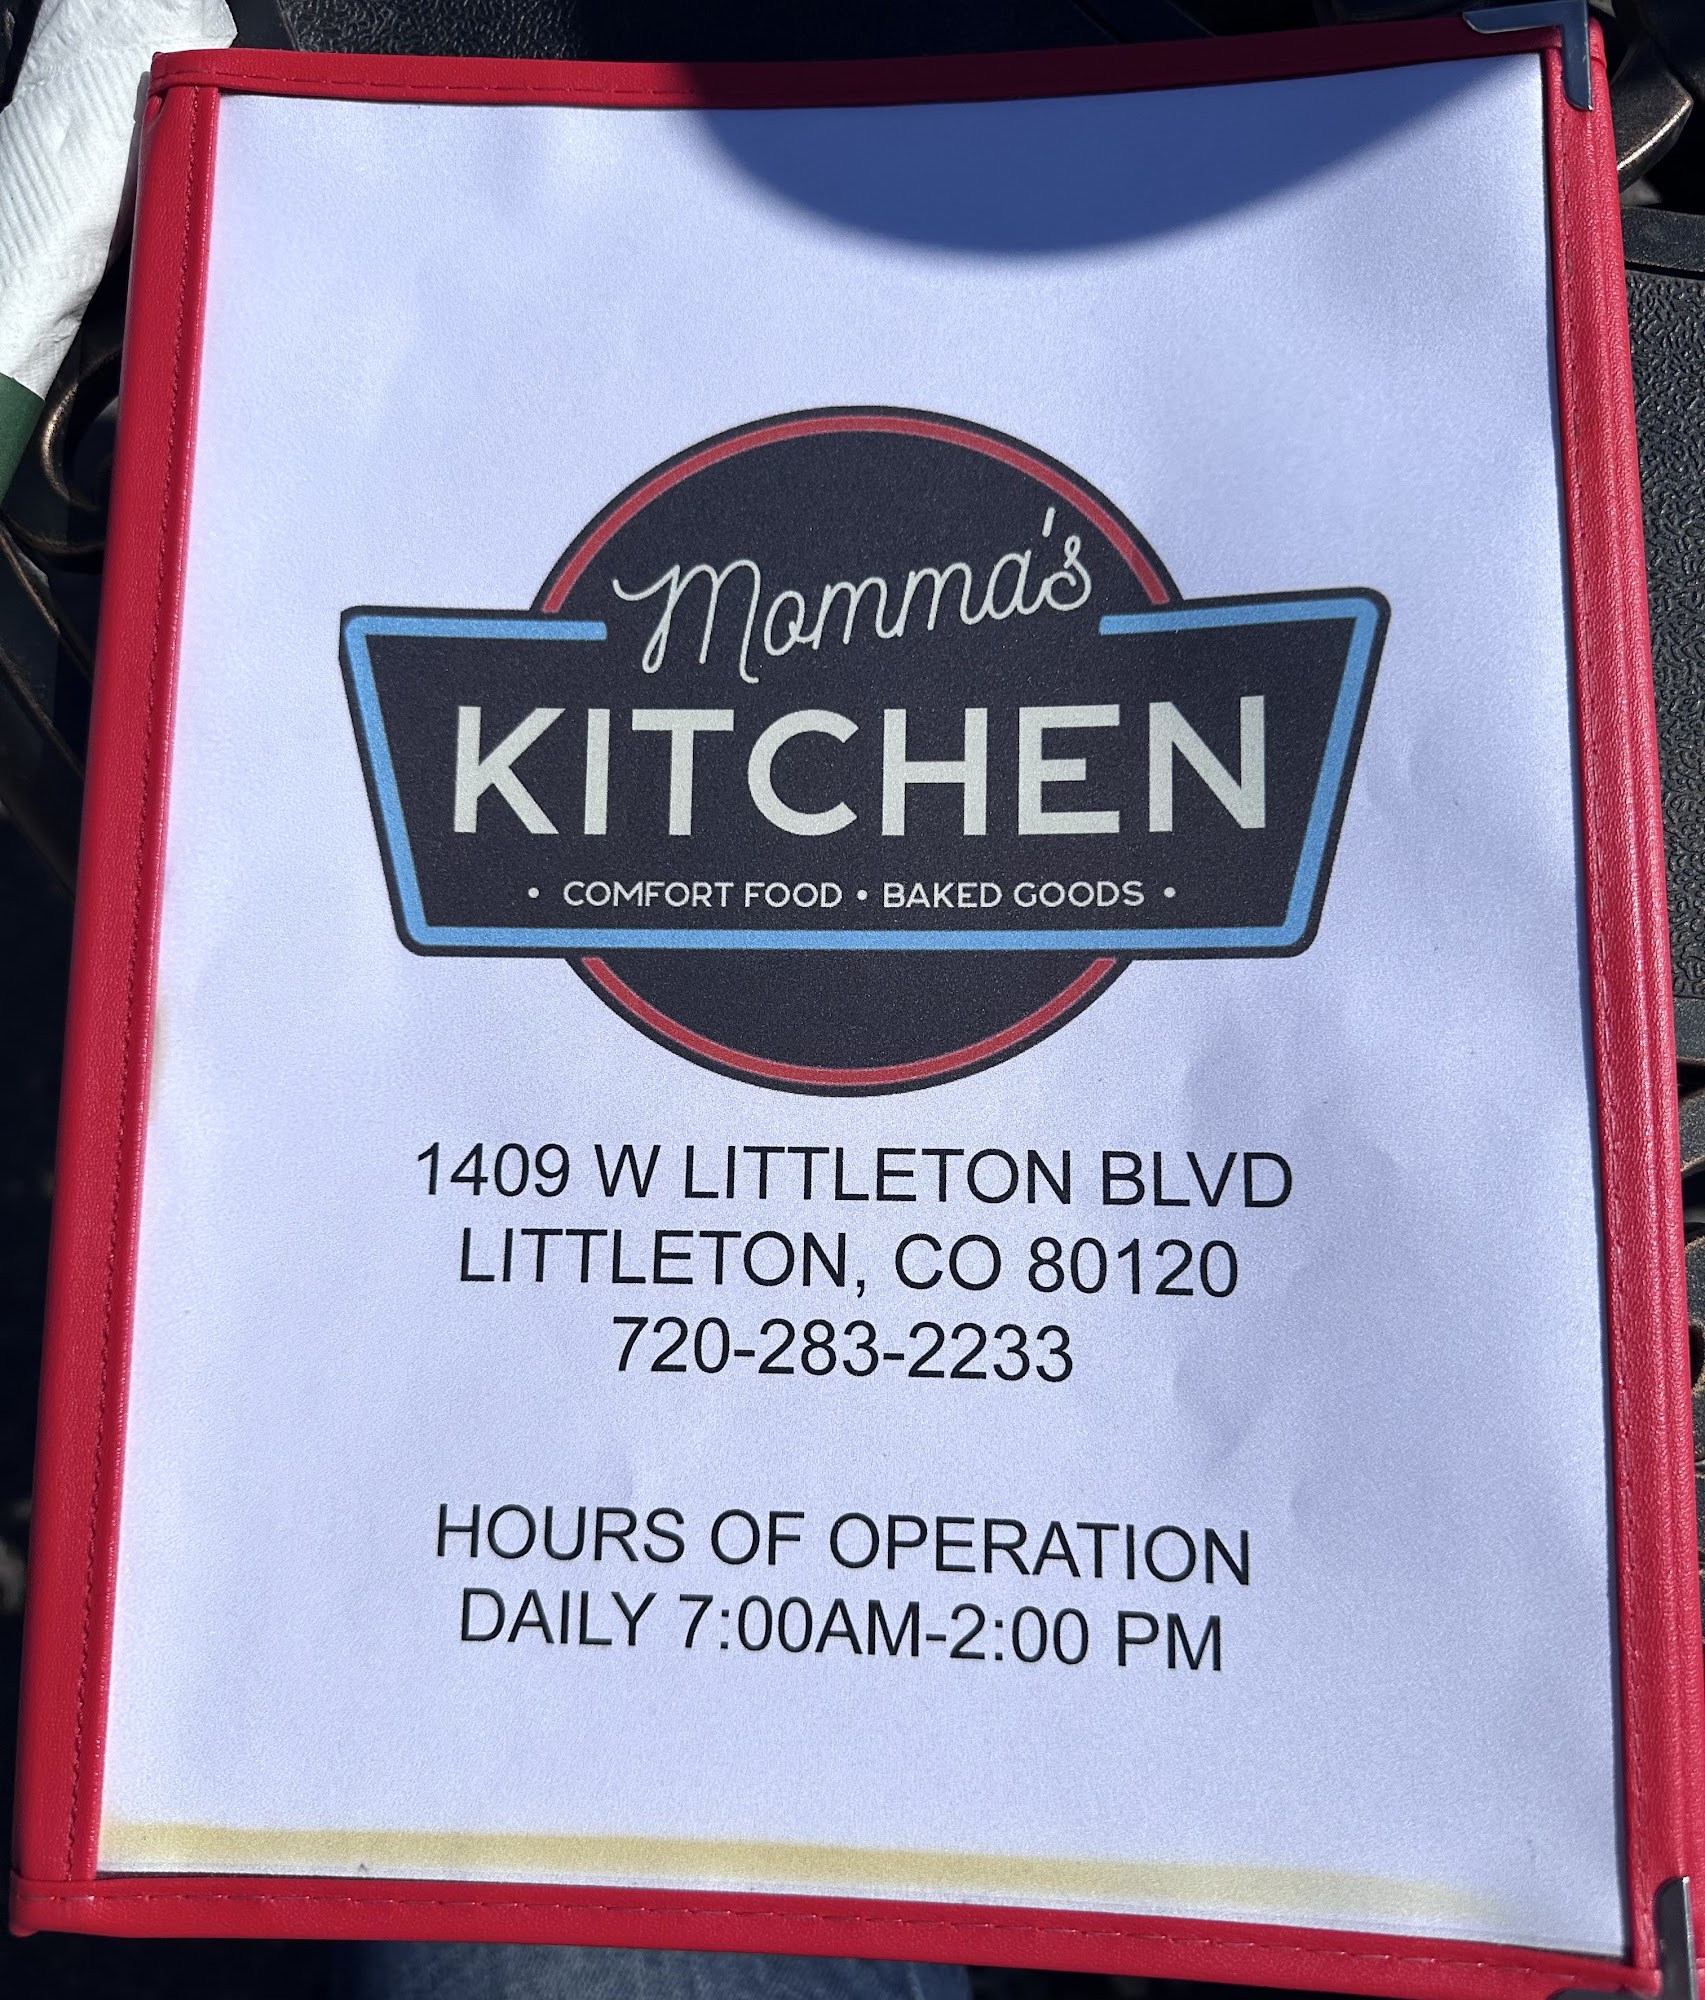 Momma's
KITCHEN
• COMFORT FOOD • BAKED GOODS •
1409 W LITTLETON BLVD
LITTLETON, CO 80120
720-283-2233
HOURS OF OPERATION
DAILY 7:00AM-2:00 PM